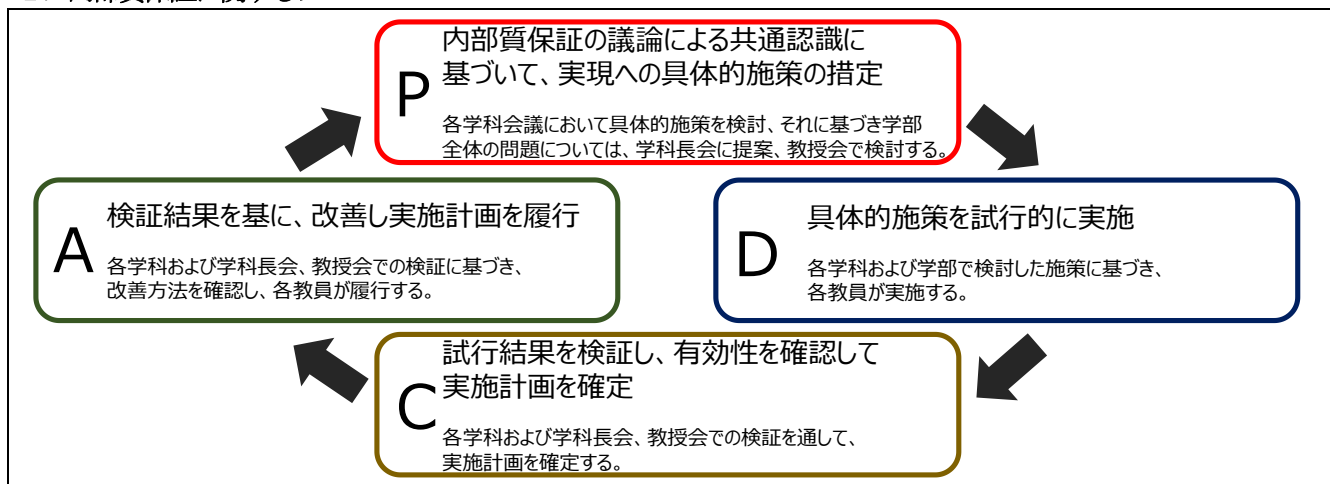 P
内部質保証の議論による共通認識に
基づいて、実現への具体的施策の措定
各学科会議において具体的施策を検討、それに基づき学部
全体の問題については、学科長会に提案、教授会で検討する。
A
検証結果を基に、改善し実施計画を履行
各学科および学科長会、教授会での検証に基づき、
改善方法を確認し、各教員が履行する。
D
具体的施策を試行的に実施
各学科および学部で検討した施策に基づき、
各教員が実施する。
C
試行結果を検証し、有効性を確認して
実施計画を確定
各学科および学科長会、教授会での検証を通して、
実施計画を確定する。